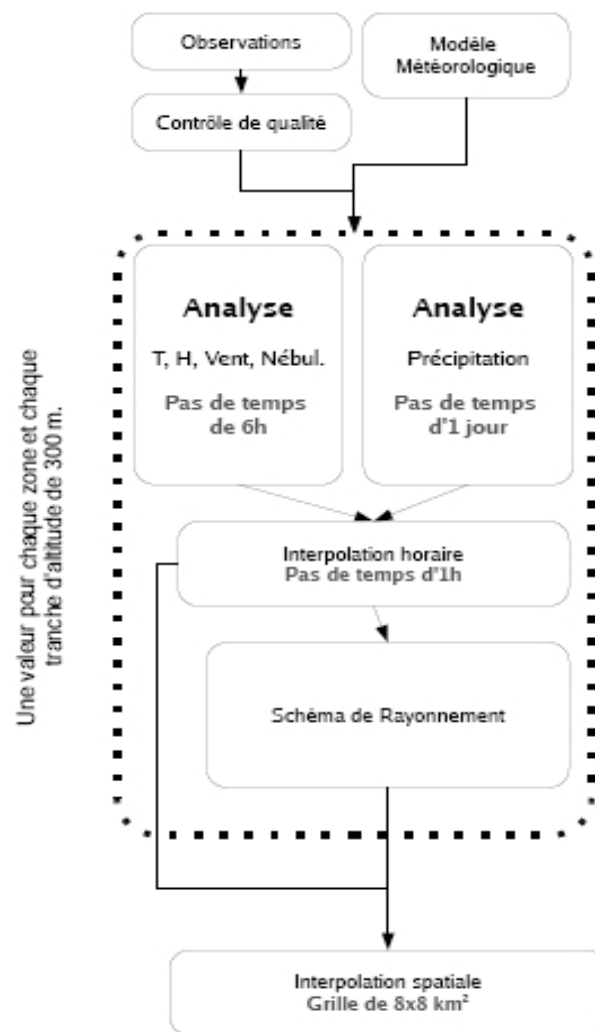 Observations
Modèle
Météorologique
Contrôle de qualité
Une valeur pour chaque zone et chaque
tranche d'altitude de 300 m.
Analyse
T, H, Vent, Nébul.
Pas de temps
de 6h
Analyse
Précipitation
Pas de temps
d'1 jour
Interpolation horaire
Pas de temps d'1h
Schéma de Rayonnement
Interpolation spatiale
Grille de 8x8 km²